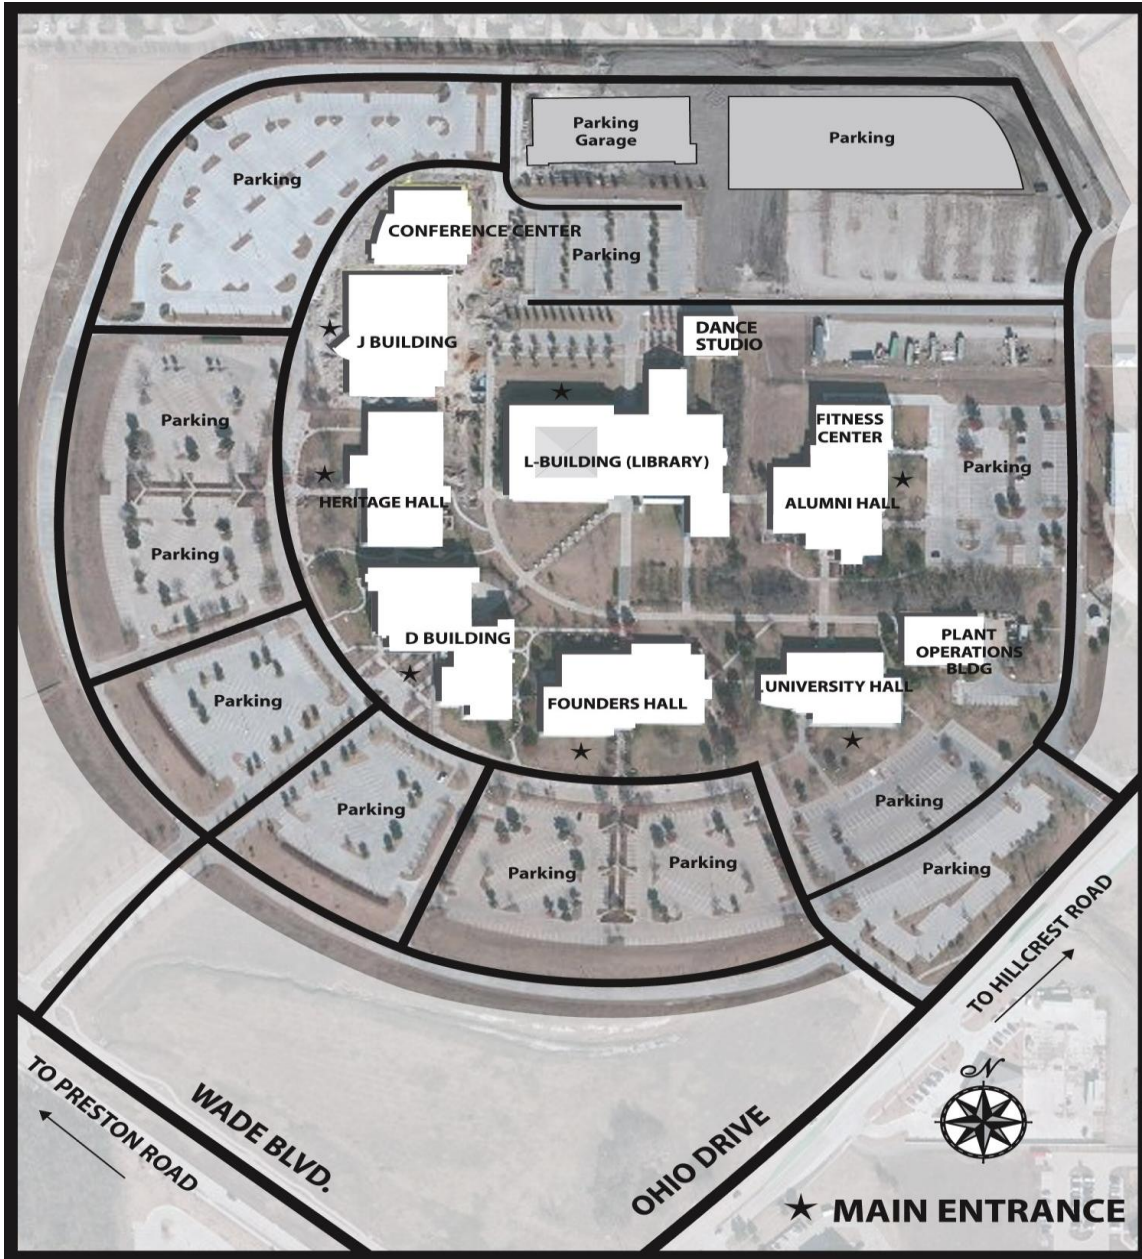 Parking
Garage
Parking
Parking
CONFERENCE CENTER
Parking
J BUILDING
DANCE
STUDIO
Parking
FITNESS
CENTER
L-BUILDING (LIBRARY)
Parking
HERITAGE HALL
ALUMNI HALL
Parking
D BUILDING
PLANT
OPERATIONS
BLDG
UNIVERSITY HALL
Parking
FOUNDERS HALL
Parking
Parking
Parking
Parking
Parking
TO HILLCREST ROAD
N
TO PRESTON ROAD
WADE BLVD.
OHIO DRIVE
MAIN ENTRANCE